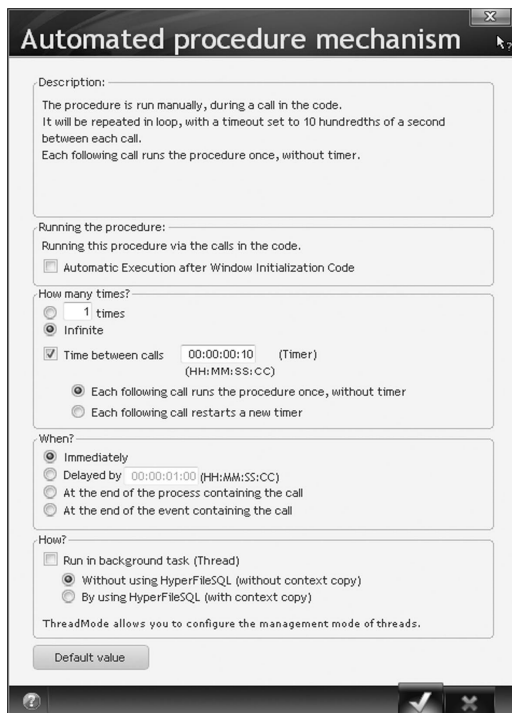 Automated procedure mechanism
Description:
The procedure is run manually, during a call in the code.
It will be repeated in loop, with a timeout set to 10 hundredths of a second
between each call.
Each following call runs the procedure once, without timer.
Running the procedure:
Running this procedure via the calls in the code.
Automatic Execution after Window Initialization Code
How many times?
1 times
Infinite
Time between calls 00:00:00:10 (Timer)
(HH:MM:SS:CC)
Each following call runs the procedure once, without timer
Each following call restarts a new timer
When?
Immediately
Delayed by 00:00:01:00 (HH:MM:SS:CC)
At the end of the process containing the call
At the end of the event containing the call
How?
Run in background task (Thread)
Without using HyperFileSQL (without context copy)
By using HyperFileSQL (with context copy)
ThreadMode allows you to configure the management mode of threads.
Default value